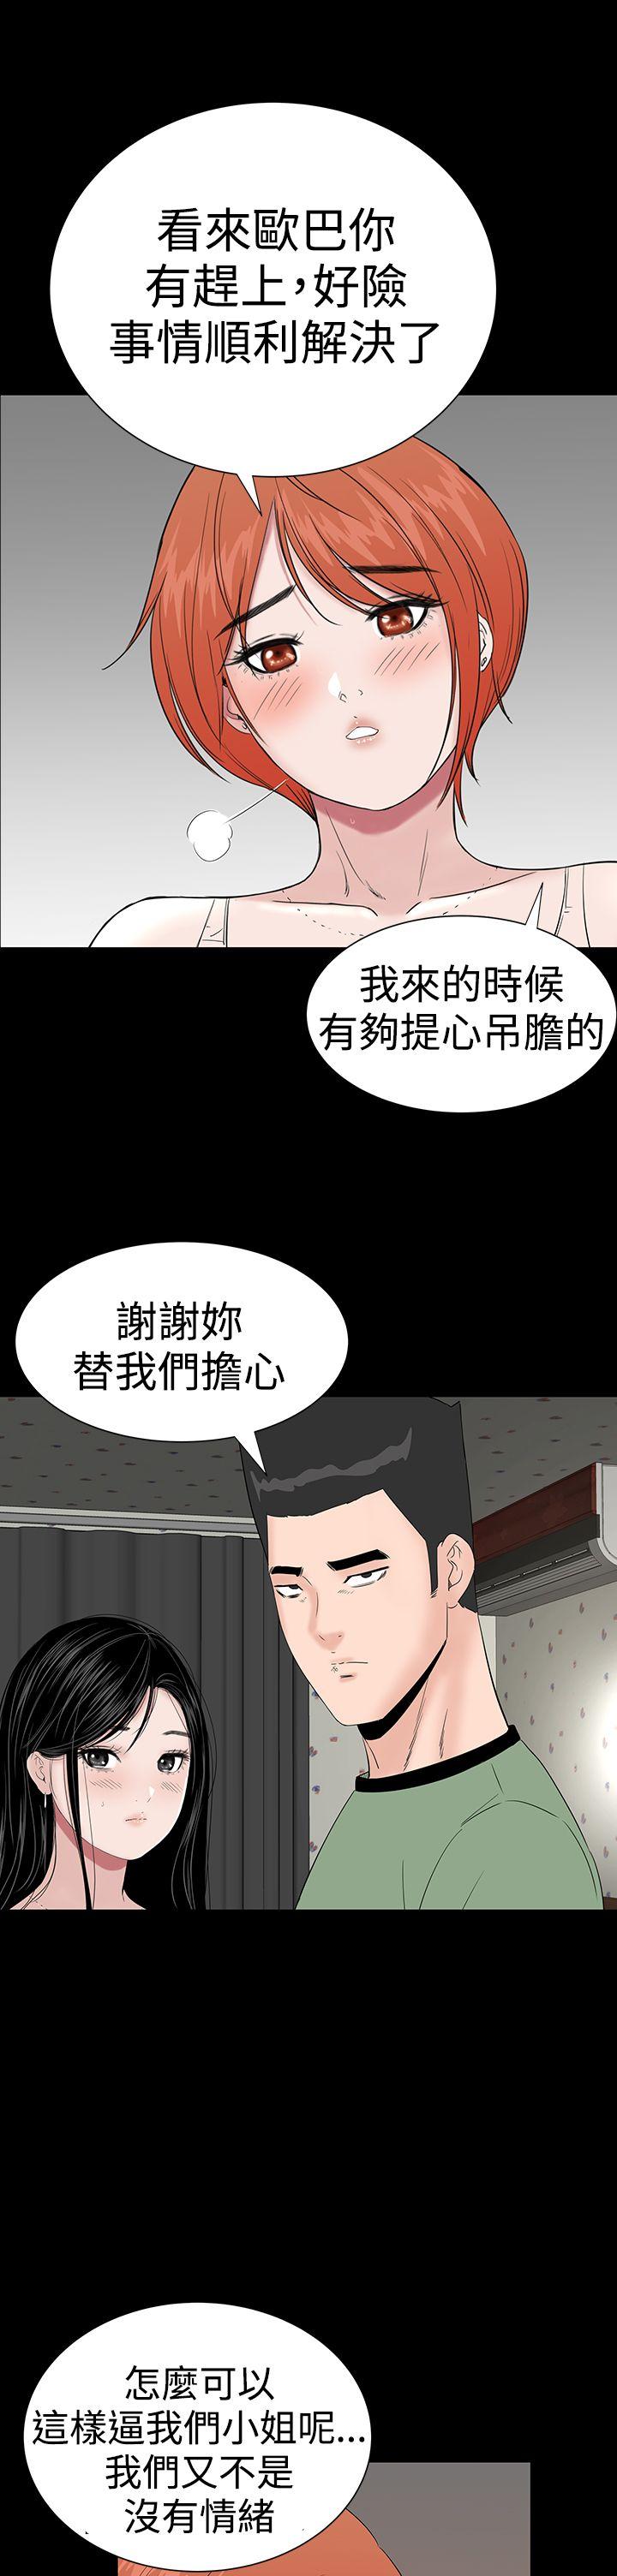 看來歐巴你
有趕上，好險
事情順利解決了
我來的時候
有夠提心吊膽的
謝謝妳
替我們擔心
怎麼可以
這樣逼我們小姐呢...
我們又不是
沒有情緒